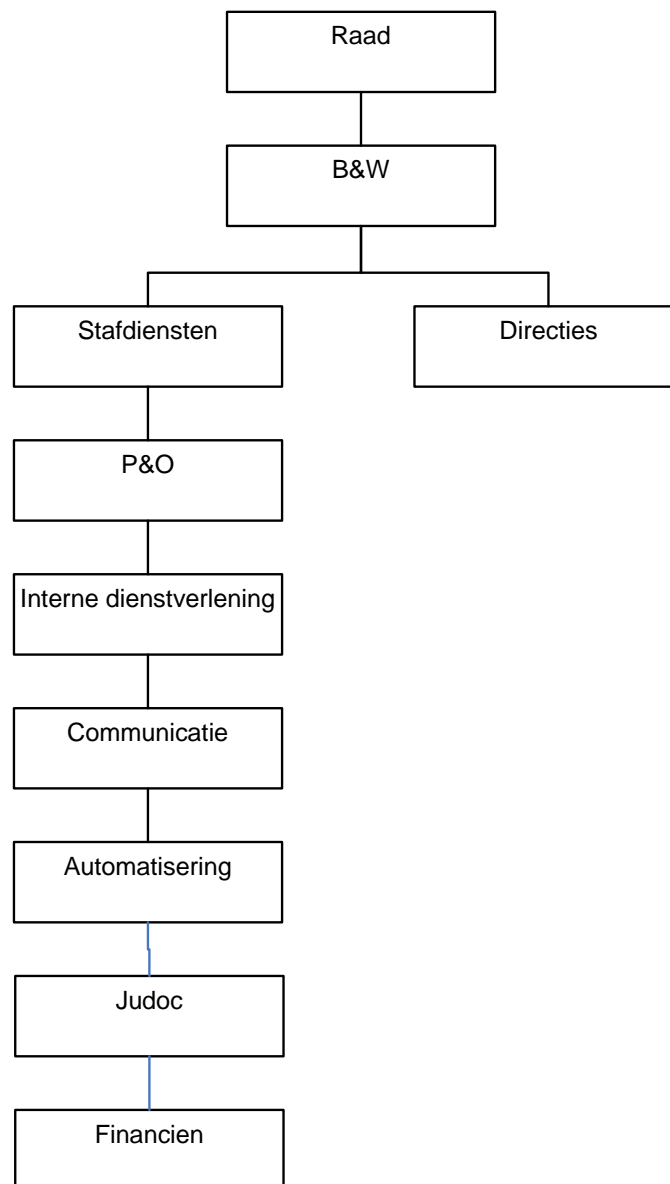 Raad
B&W
Stafdiensten
Directies
P&O
Interne dienstverlening
Communicatie
Automatisering
Judoc
Financien